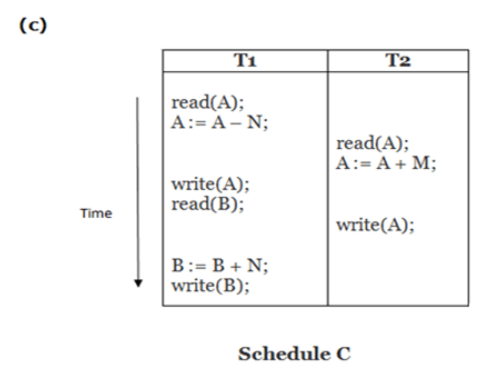 (c)
T1 T2
read(A);
A:= A – N;
read(A);
A:= A + M;
write(A);
read(B);
Time
write(A);
B:= B + N;
write(B);
Schedule C